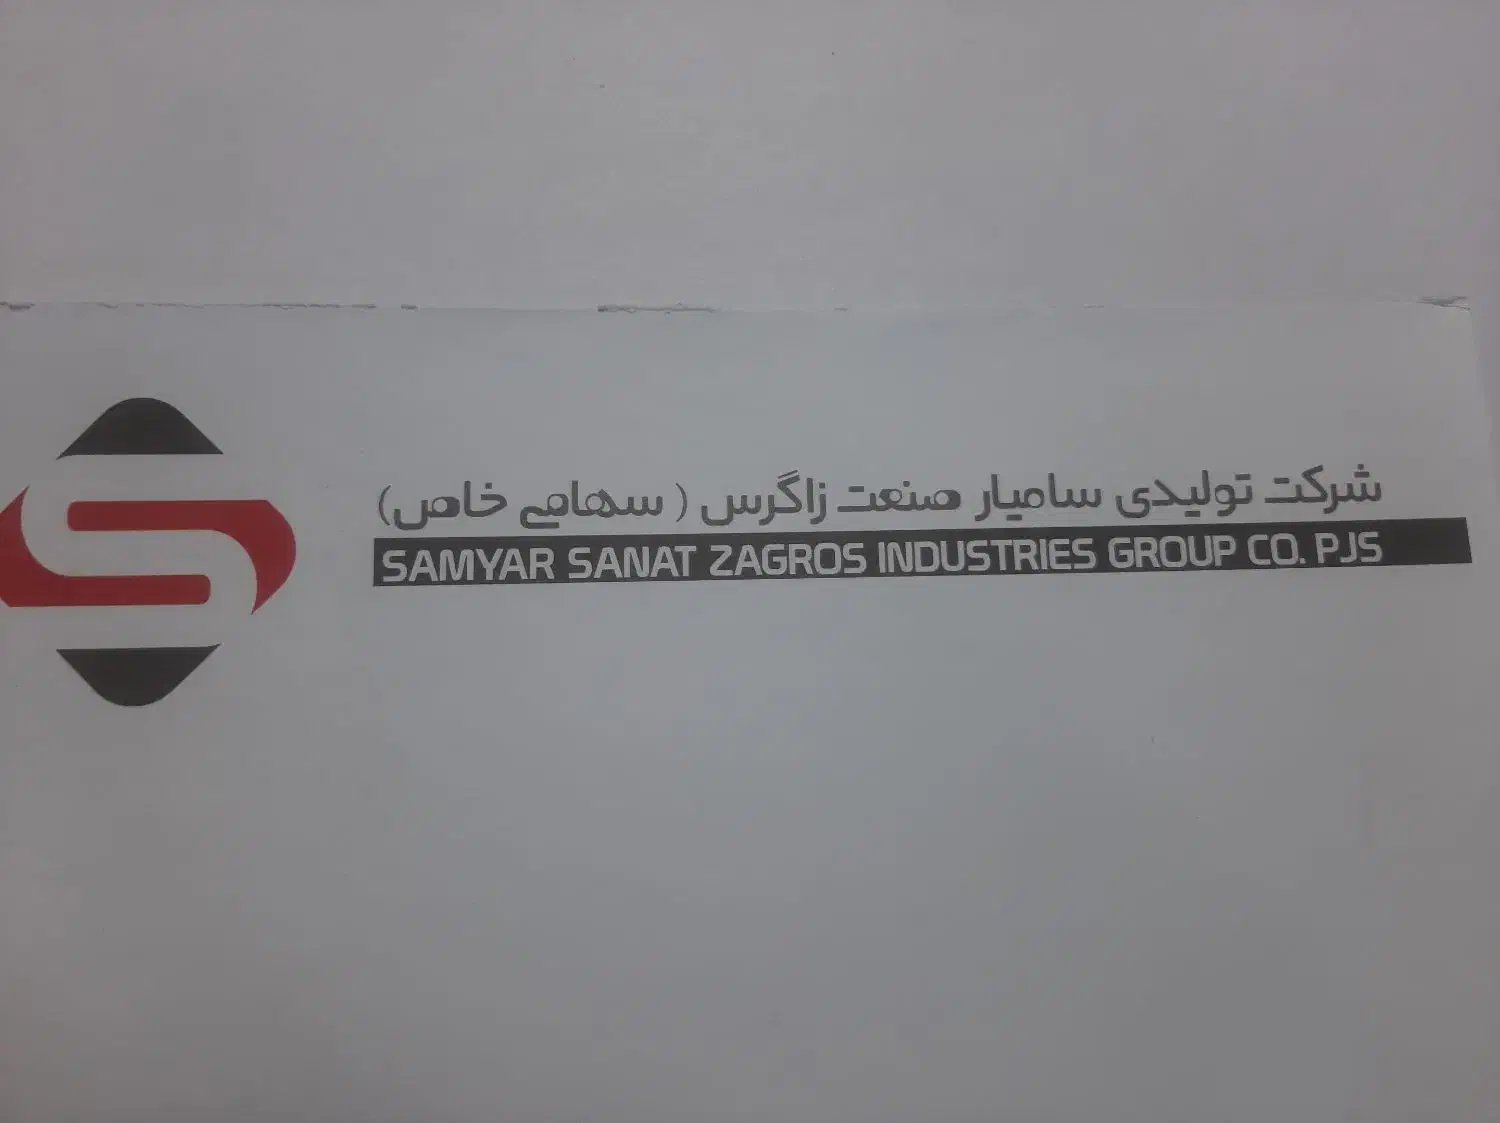 شرکت تولیدی سامیار صنعت زاگرس ( سهامی خاص)
SAMYAR SANAT ZAGROS INDUSTRIES GROUP CO. PJS